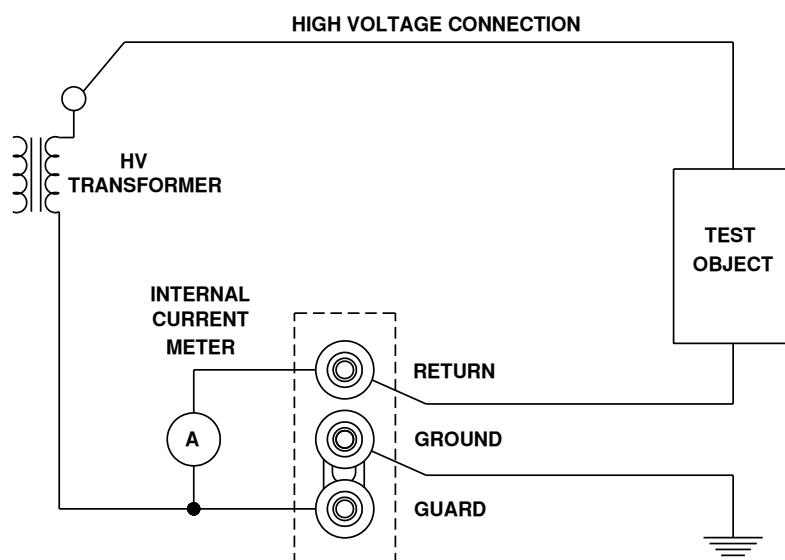 HIGH VOLTAGE CONNECTION
HV
TRANSFORMER
TEST
OBJECT
INTERNAL
CURRENT
METER
RETURN
A
GROUND
GUARD